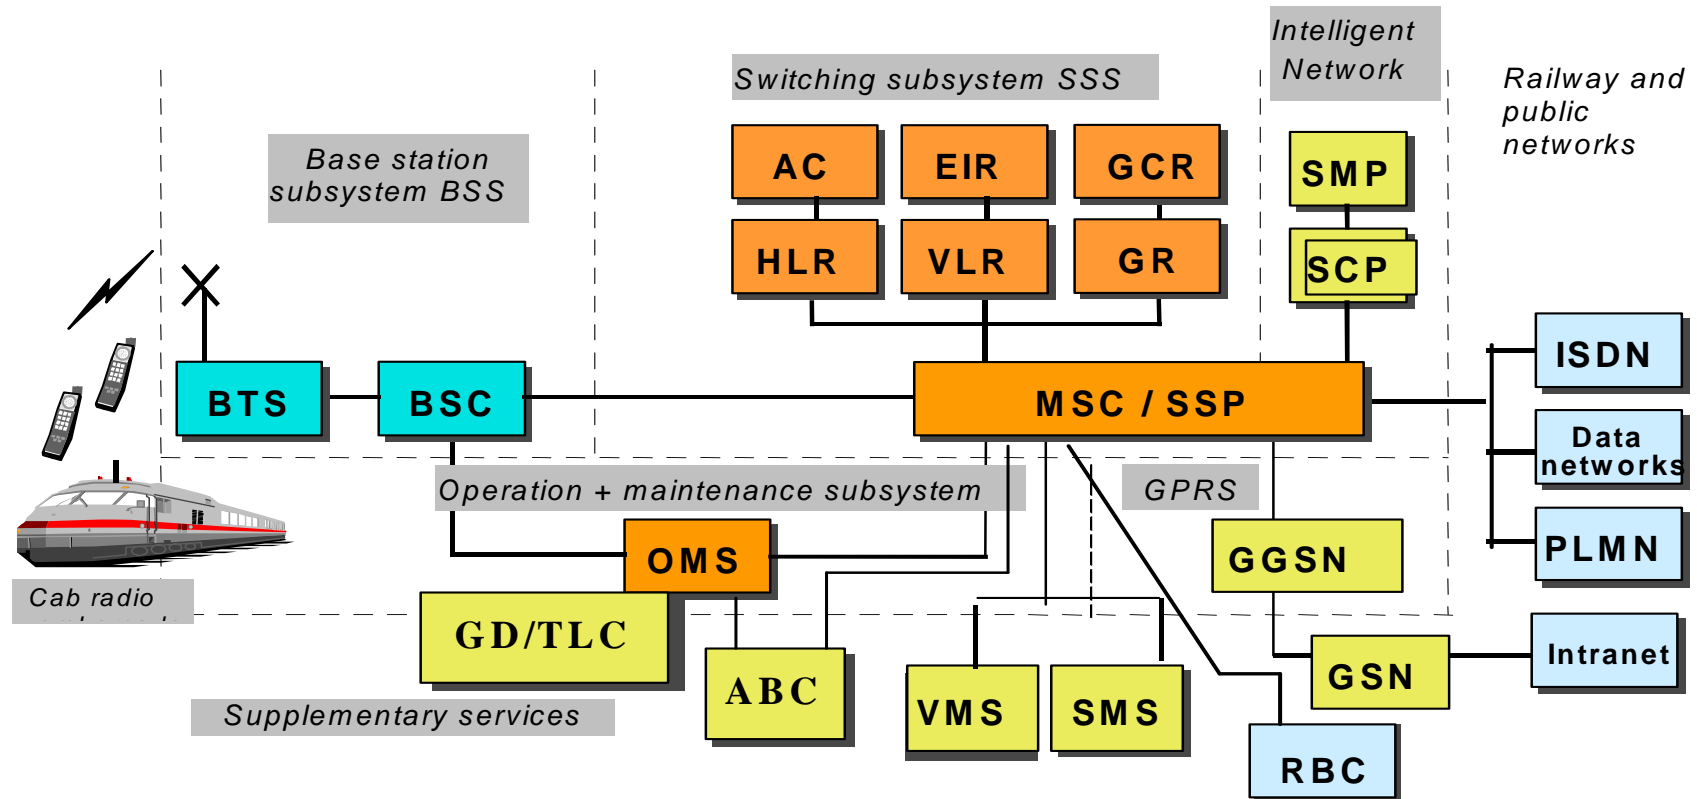 Intelligent
Network
Switching subsystem SSS
Railway and
public
networks
Base station
subsystem BSS
AC
EIR
GCR
SMP
HLR
VLR
GR
SCP
ISDN
BTS
BSC
MSC / SSP
Data
networks
Operation + maintenance subsystem
GPRS
OMS
GGSN
PLMN
Cab radio
GD/TLC
ABC
VMS
SMS
GSN
Intranet
Supplementary services
RBC